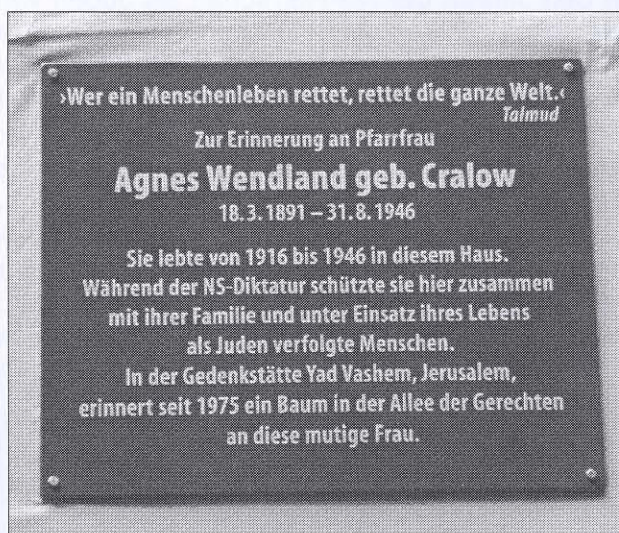 ›Wer ein Menschenleben rettet, rettet die ganze Welt.‹
Talmud
Zur Erinnerung an Pfarrfrau
Agnes Wendland geb. Cralow
18.3.1891 – 31.8.1946
Sie lebte von 1916 bis 1946 in diesem Haus.
Während der NS-Diktatur schützte sie hier zusammen
mit ihrer Familie und unter Einsatz ihres Lebens
als Juden verfolgte Menschen.
In der Gedenkstätte Yad Vashem, Jerusalem,
erinnert seit 1975 ein Baum in der Allee der Gerechten
an diese mutige Frau.